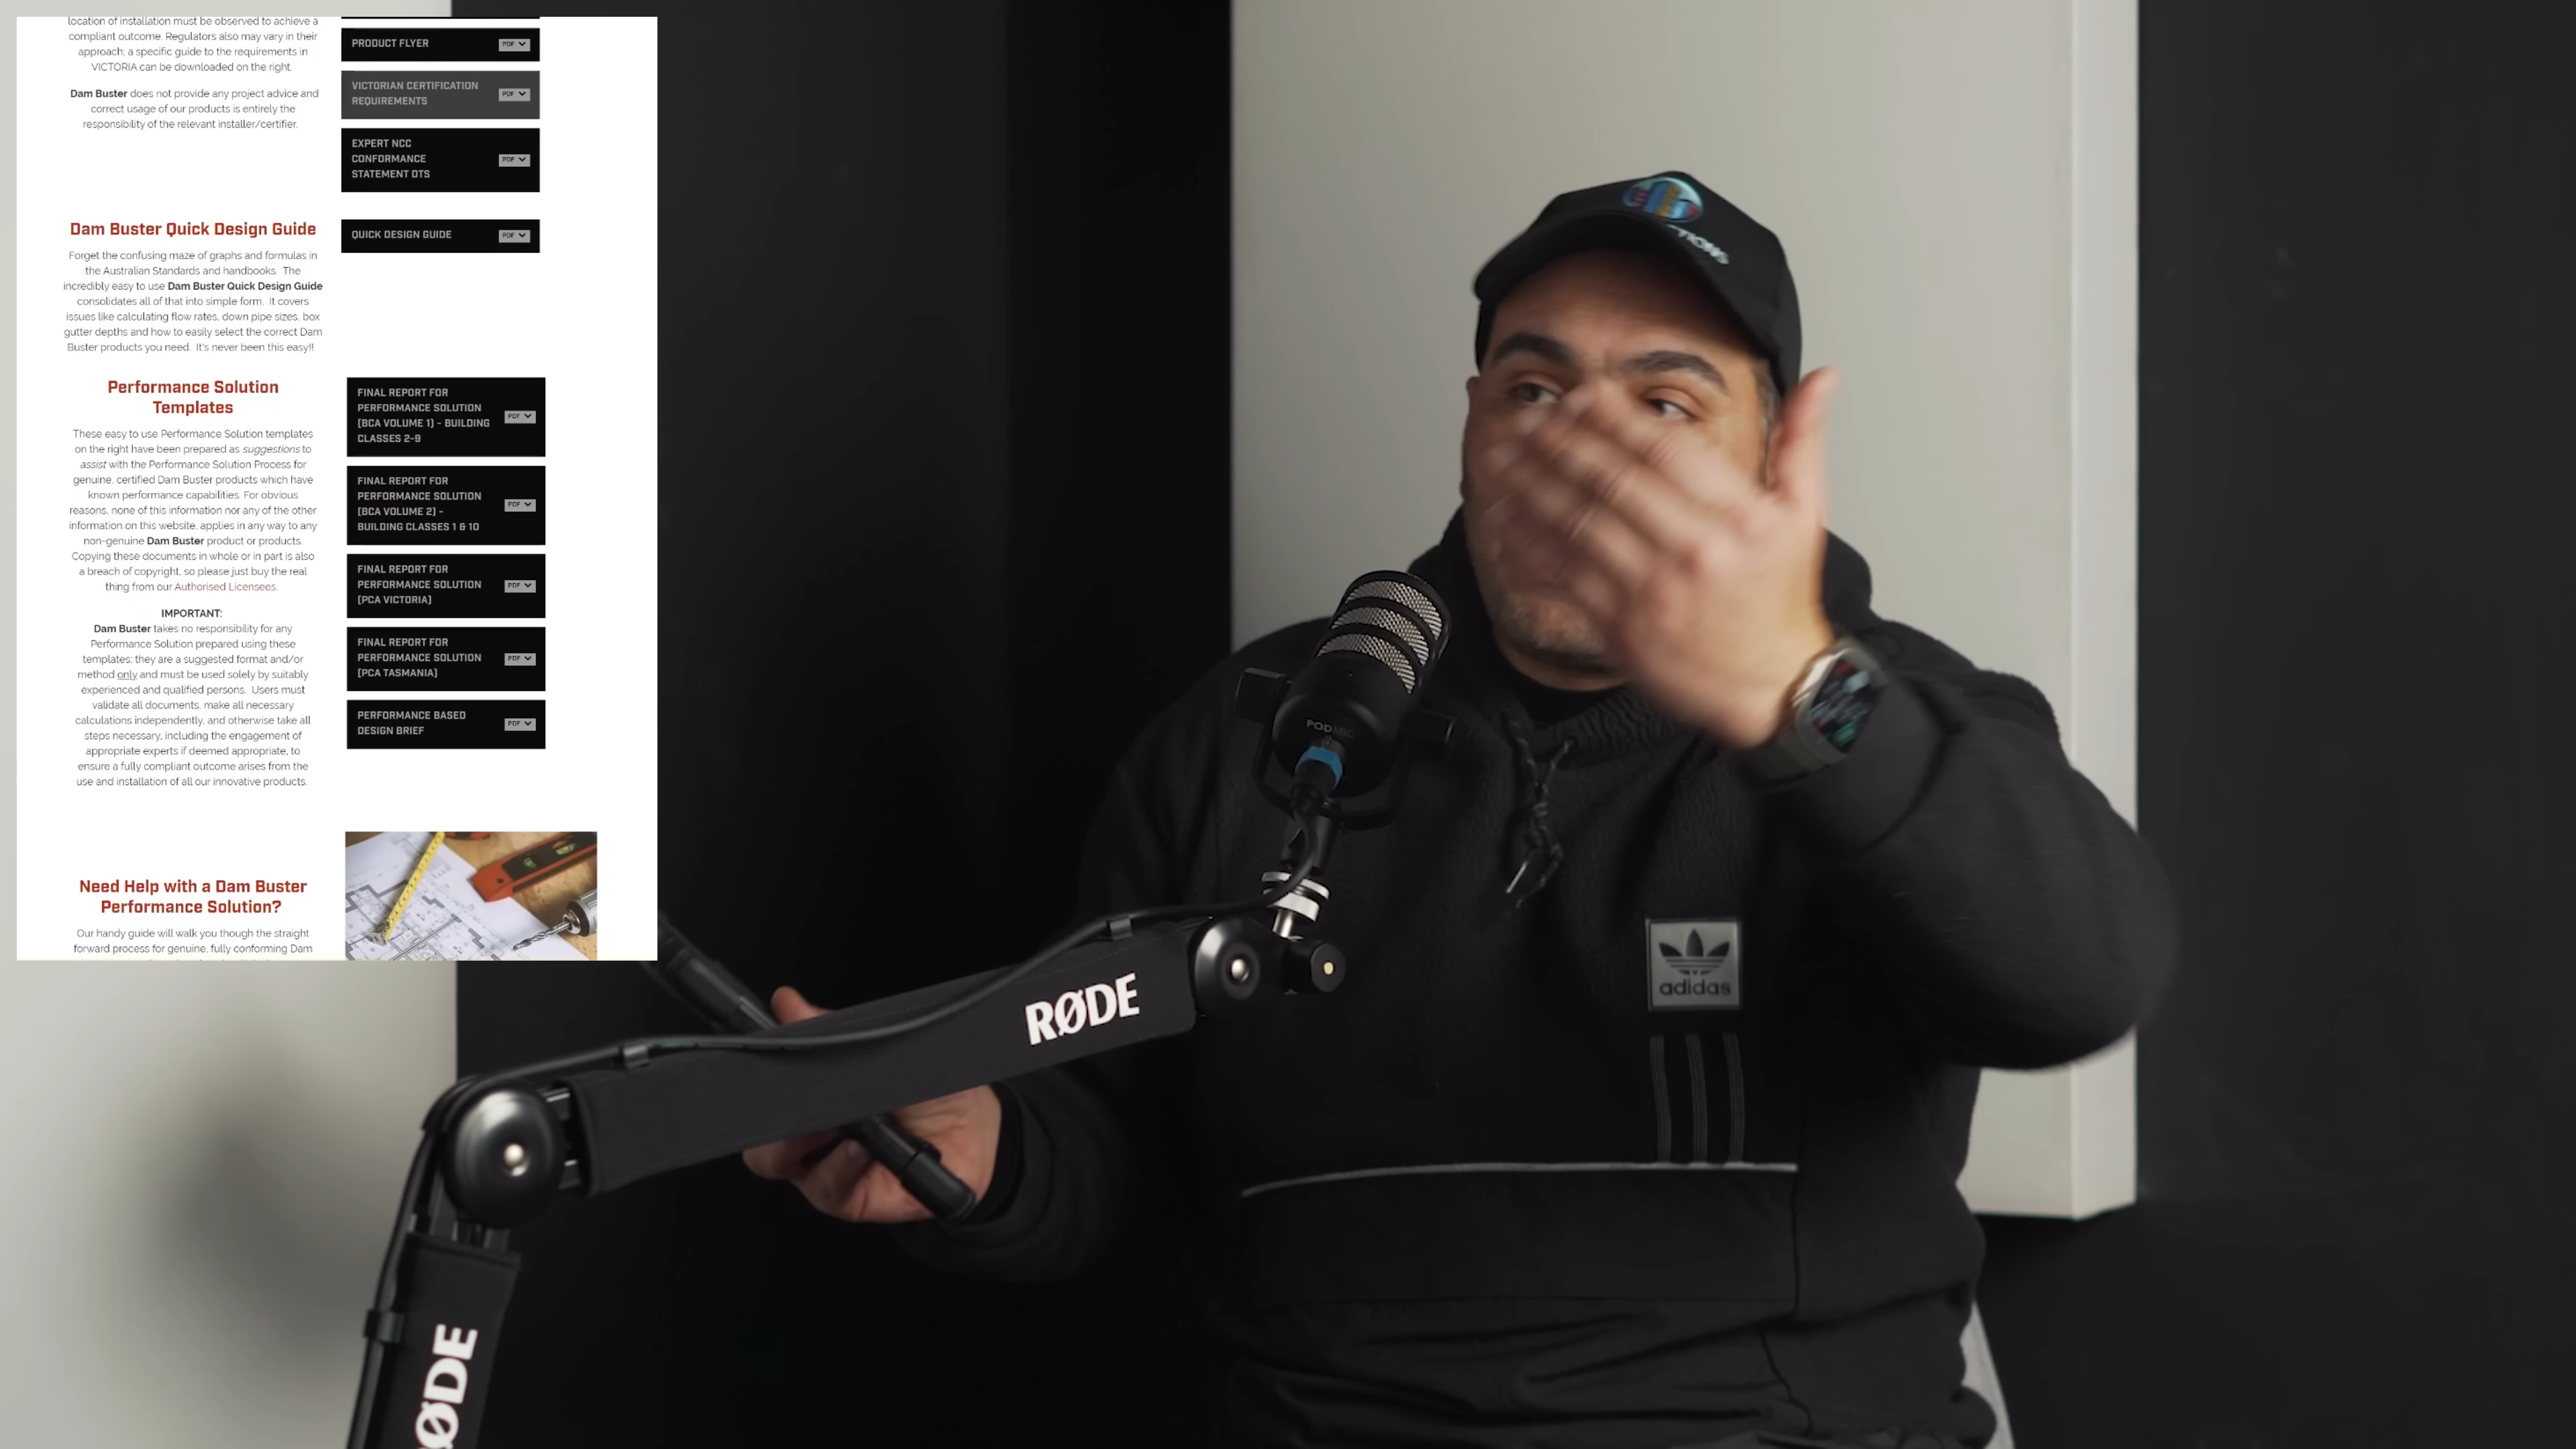 location of installation must be observed to achieve a
compliant outcome. Regulators also may vary in their
approach; a specific guide to the requirements in
VICTORIA can be downloaded on the right.
Dam Buster does not provide any project advice and
correct usage of our products is entirely the
responsibility of the relevant installer/certifier.
PRODUCT FLYER
PDF
VICTORIAN CERTIFICATION
REQUIREMENTS
PDF
EXPERT NCC
CONFORMANCE
STATEMENT DTS
PDF
Dam Buster Quick Design Guide
Forget the confusing maze of graphs and formulas in
the Australian Standards and handbooks. The
incredibly easy to use Dam Buster Quick Design Guide
consolidates all of that into simple form. It covers
issues like calculating flow rates, down pipe sizes, box
gutter depths and how to easily select the correct Dam
Buster products you need. It's never been this easy!!
QUICK DESIGN GUIDE
PDF
Performance Solution
Templates
These easy to use Performance Solution templates
on the right have been prepared as suggestions to
assist with the Performance Solution Process for
genuine, certified Dam Buster products which have
known performance capabilities. For obvious
reasons, none of this information nor any of the other
information on this website, applies in any way to any
non-genuine Dam Buster product or products.
Copying these documents in whole or in part is also
a breach of copyright, so please just buy the real
thing from our Authorised Licensees.
IMPORTANT:
Dam Buster takes no responsibility for any
Performance Solution prepared using these
templates; they are a suggested format and/or
method only and must be used solely by suitably
experienced and qualified persons. Users must
validate all documents, make all necessary
calculations independently, and otherwise take all
steps necessary, including the engagement of
appropriate experts if deemed appropriate, to
ensure a fully compliant outcome arises from the
use and installation of all our innovative products.
FINAL REPORT FOR
PERFORMANCE SOLUTION
(BCA VOLUME 1) - BUILDING
CLASSES 2-9
PDF
FINAL REPORT FOR
PERFORMANCE SOLUTION
(BCA VOLUME 2) -
BUILDING CLASSES 1 & 10
PDF
FINAL REPORT FOR
PERFORMANCE SOLUTION
(PCA VICTORIA)
PDF
FINAL REPORT FOR
PERFORMANCE SOLUTION
(PCA TASMANIA)
PDF
PERFORMANCE BASED
DESIGN BRIEF
PDF
Need Help with a Dam Buster
Performance Solution?
Our handy guide will walk you though the straight
forward process for genuine, fully conforming Dam
PODMIC
RØDE
adidas
RØDE